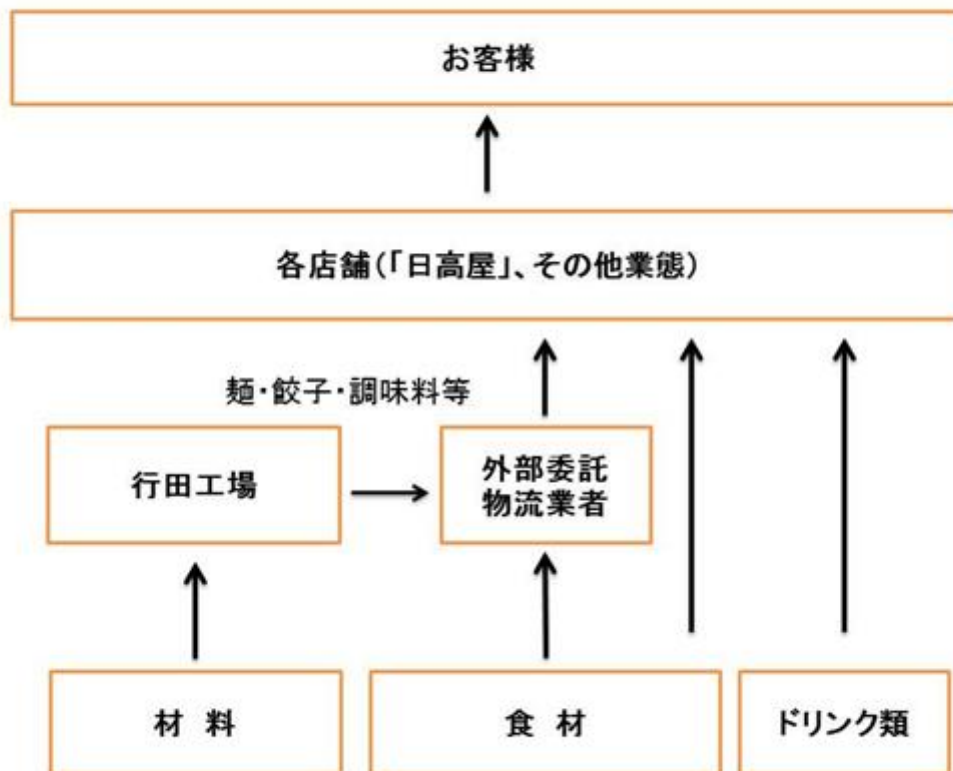 お客様
各店舗(「日高屋」、その他業態)
麺・餃子・調味料等
行田工場
外部委託
物流業者
材 料
食 材
ドリンク類